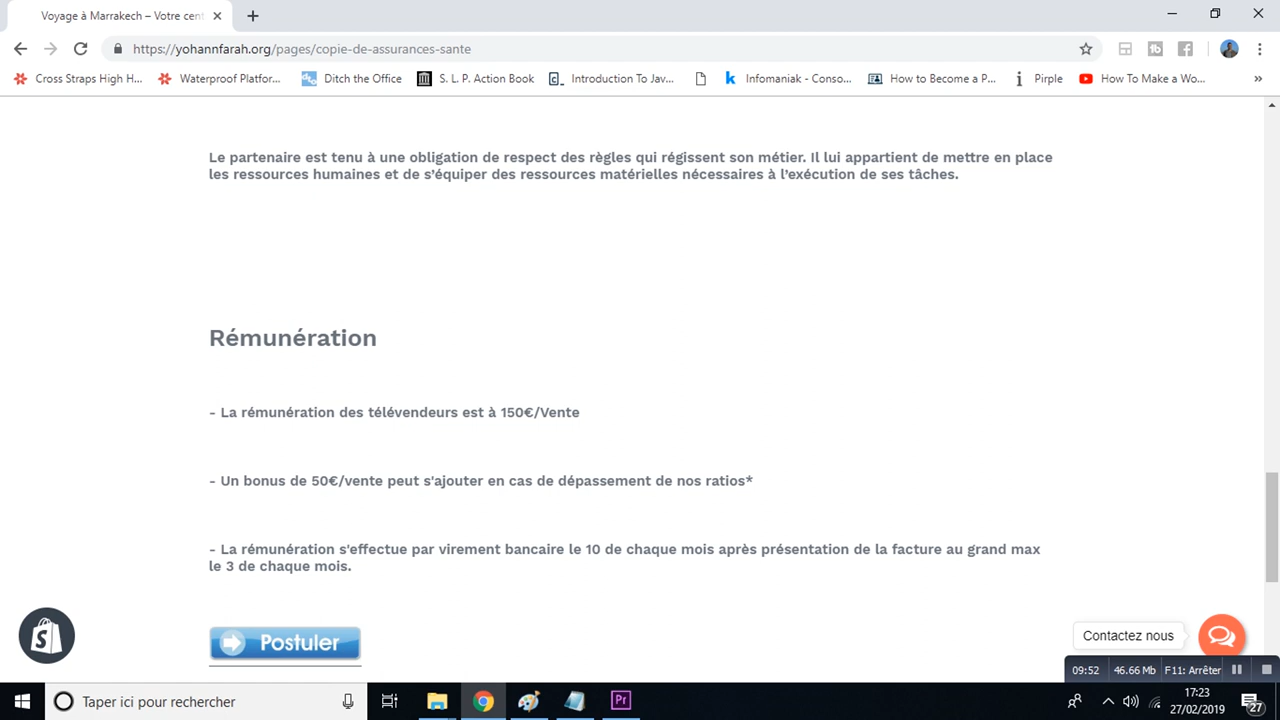 Voyage à Marrakech – Votre cent
https://yohannfarah.org/pages/copie-de-assurances-sante
Cross Straps High H... Waterproof Platfor... Ditch the Office S. L. P. Action Book Introduction To Jav... Infomaniak - Conso... How to Become a P... Pirple How To Make a Wo... »
Le partenaire est tenu à une obligation de respect des règles qui régissent son métier. Il lui appartient de mettre en place
les ressources humaines et de s’équiper des ressources matérielles nécessaires à l’exécution de ses tâches.
Rémunération
- La rémunération des télévendeurs est à 150€/Vente
- Un bonus de 50€/vente peut s'ajouter en cas de dépassement de nos ratios*
- La rémunération s'effectue par virement bancaire le 10 de chaque mois après présentation de la facture au grand max
le 3 de chaque mois.
Postuler
Contactez nous
09:52 46.66 Mb F11: Arrêter
Taper ici pour rechercher
Pr
17:23
27/02/2019
27